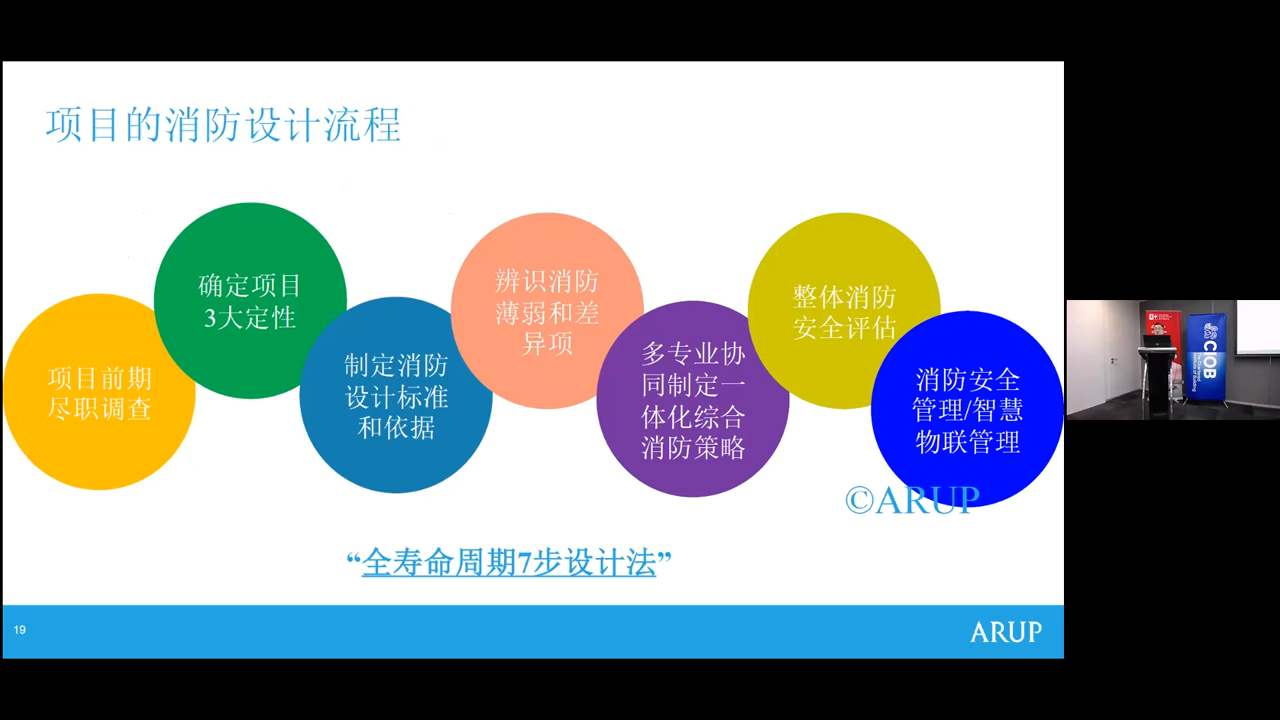 项目的消防设计流程
项目前期
尽职调查
确定项目
3大定性
制定消防
设计标准
和依据
辨识消防
薄弱和差
异项
多专业协
同制定一
体化综合
消防策略
整体消防
安全评估
消防安全
管理/智慧
物联管理
©ARUP
“全寿命周期7步设计法”
19
ARUP
CIOB